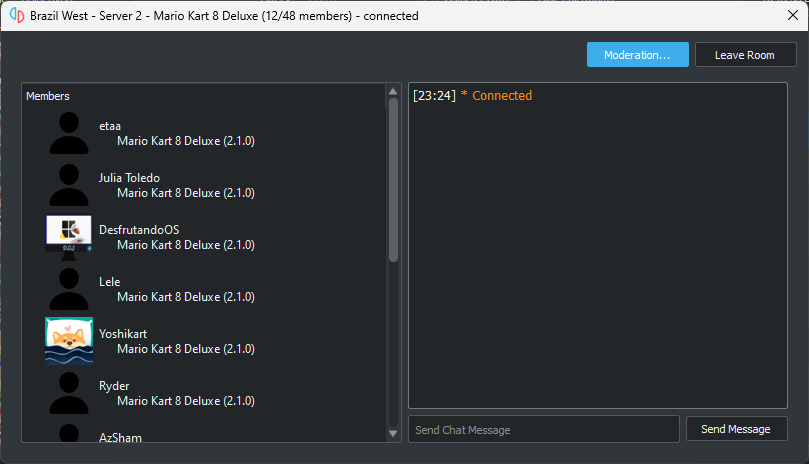 Brazil West - Server 2 - Mario Kart 8 Deluxe (12/48 members) - connected
Moderation...
Leave Room
Members
etaa
Mario Kart 8 Deluxe (2.1.0)
Julia Toledo
Mario Kart 8 Deluxe (2.1.0)
DesfrutandoOS
Mario Kart 8 Deluxe (2.1.0)
Lele
Mario Kart 8 Deluxe (2.1.0)
Yoshikart
Mario Kart 8 Deluxe (2.1.0)
Ryder
Mario Kart 8 Deluxe (2.1.0)
AzSham
[23:24] * Connected
Send Chat Message
Send Message